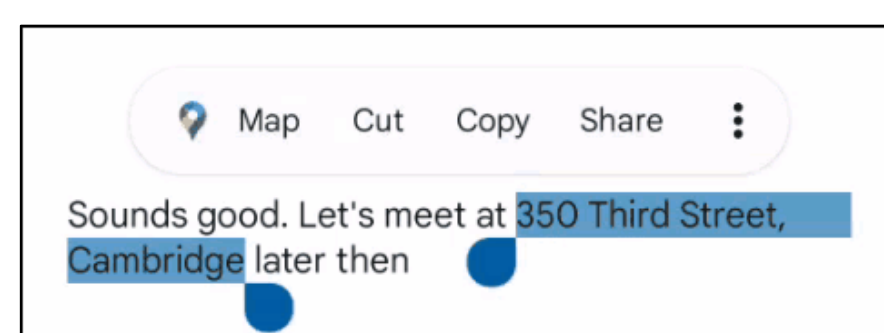 Map Cut Copy Share
Sounds good. Let's meet at 350 Third Street,
Cambridge later then